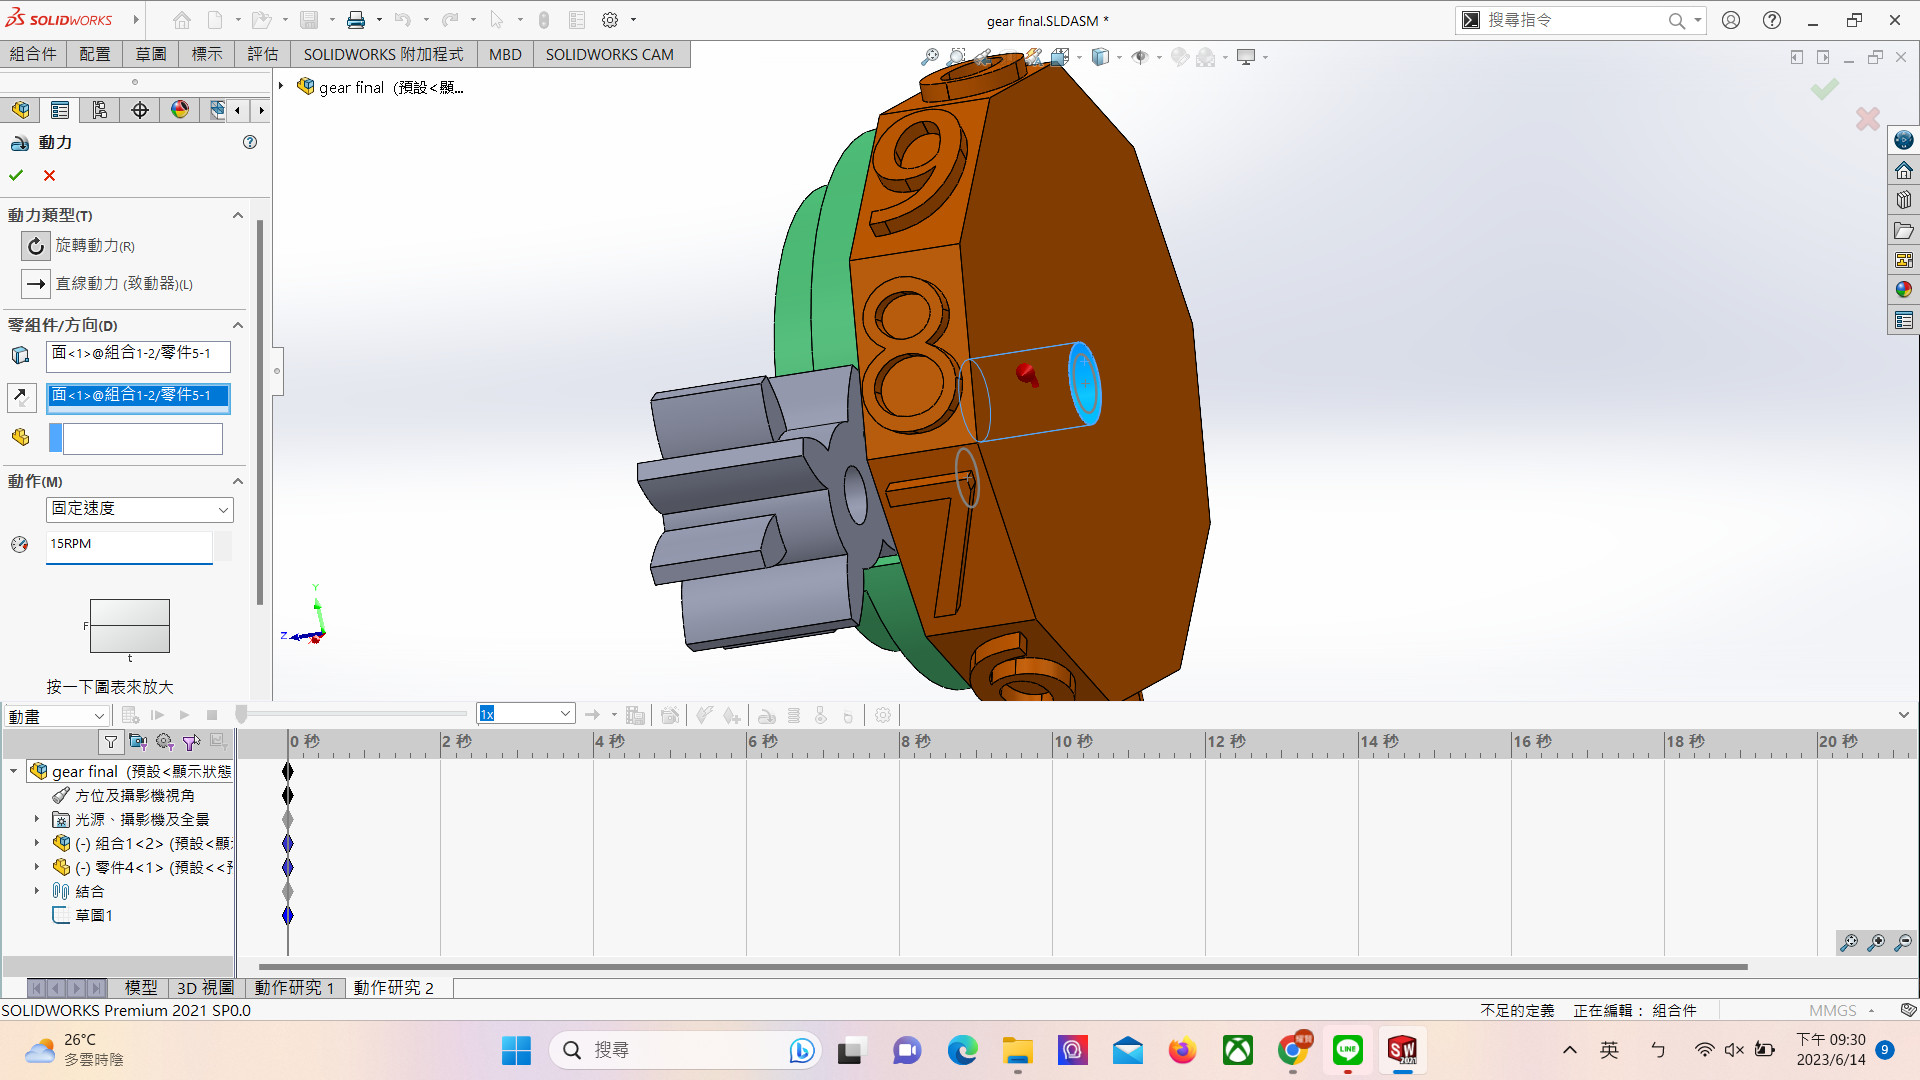 SOLIDWORKS
gear final.SLDASM *
搜尋指令
組合件
配置
草圖
標示
評估
SOLIDWORKS 附加程式
MBD
SOLIDWORKS CAM
gear final (預設<顯...
動力
動力類型(T)
旋轉動力(R)
直線動力 (致動器)(L)
零組件/方向(D)
面<1>@組合1-2/零件5-1
面<1>@組合1-2/零件5-1
動作(M)
固定速度
15RPM
F
t
按一下圖表來放大
9
8
7
6
Y
Z
動畫
1x
0 秒
2 秒
4 秒
6 秒
8 秒
10 秒
12 秒
14 秒
16 秒
18 秒
20 秒
gear final (預設<顯示狀態
方位及攝影機視角
光源、攝影機及全景
(-) 組合1<2> (預設<顯
(-) 零件4<1> (預設<<
結合
草圖1
模型
3D 視圖
動作研究 1
動作研究 2
SOLIDWORKS Premium 2021 SP0.0
不足的定義
正在編輯： 組合件
MMGS
26°C
多雲時陰
搜尋
LINE
SW
2021
英
ㄅ
下午 09:30
2023/6/14
9